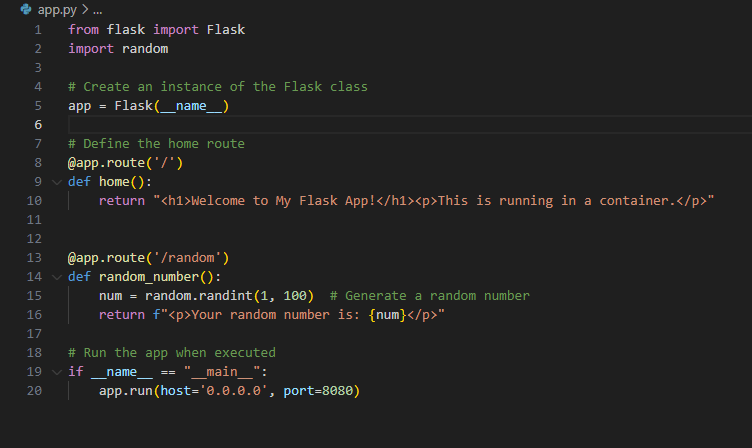 app.py > ...
1 from flask import Flask
2 import random
3
4 # Create an instance of the Flask class
5 app = Flask(__name__)
6
7 # Define the home route
8 @app.route('/')
9 def home():
10     return "<h1>Welcome to My Flask App!</h1><p>This is running in a container.</p>"
11
12
13 @app.route('/random')
14 def random_number():
15     num = random.randint(1, 100)  # Generate a random number
16     return f"<p>Your random number is: {num}</p>"
17
18 # Run the app when executed
19 if __name__ == "__main__":
20     app.run(host='0.0.0.0', port=8080)